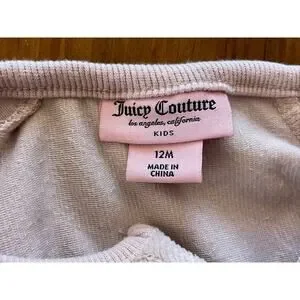 Juicy Couture
los angeles, california
KIDS
12M
MADE IN
CHINA